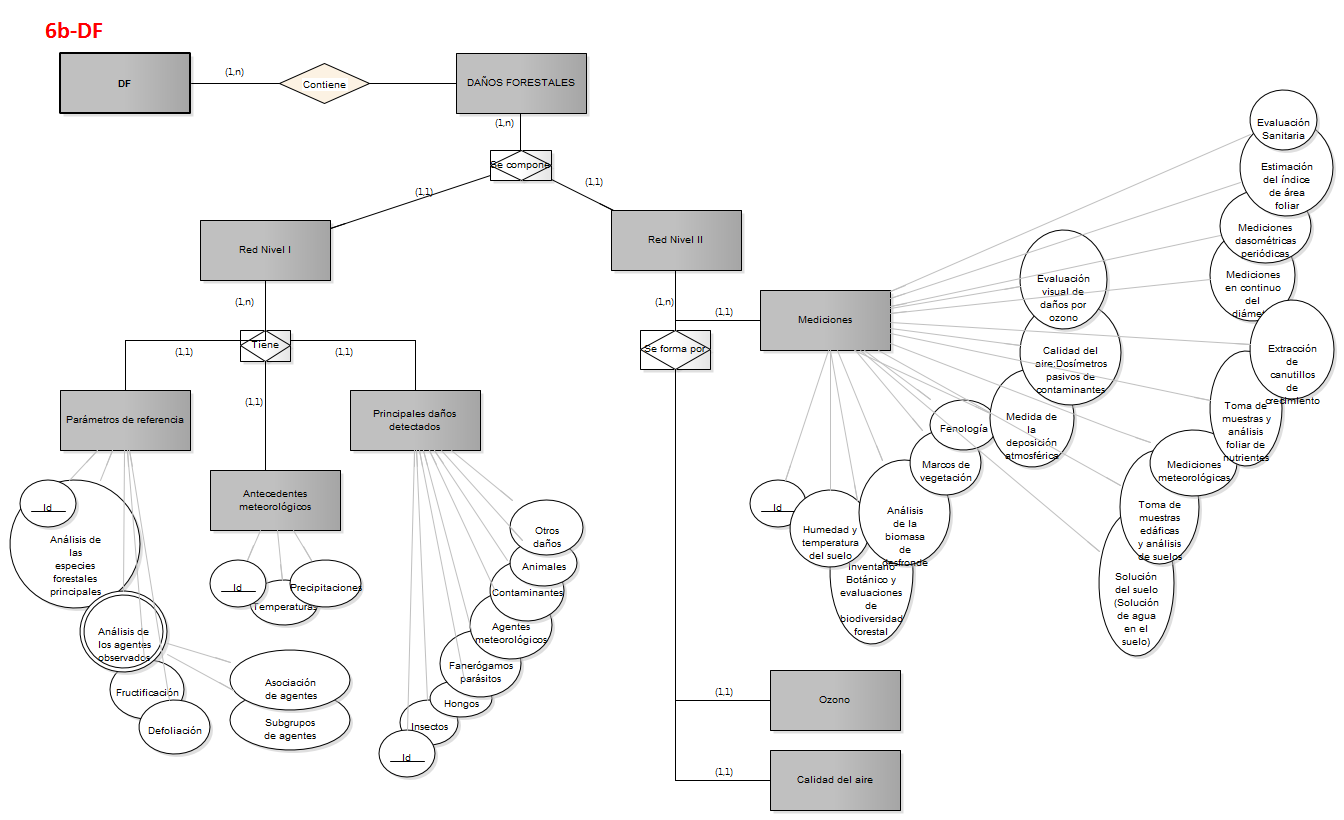 6b-DF
DF
(1,n)
Contiene
DAÑOS FORESTALES
(1,n)
Se compone
(1,1)
(1,1)
Red Nivel I
Red Nivel II
(1,n)
Tiene
(1,1)
(1,1)
(1,1)
Parámetros de referencia
Principales daños
detectados
Antecedentes
meteorológicos
Id
Análisis de
las
especies
forestales
principales
Análisis de
los agentes
observados
Fructificación
Defoliación
Asociación
de agentes
Subgrupos
de agentes
Id
Temperaturas
Precipitaciones
Otros
daños
Animales
Contaminantes
Agentes
meteorológicos
Fanerógamos
parásitos
Hongos
Insectos
Id
(1,n)
(1,1)
Se forma por
Mediciones
(1,1)
Ozono
(1,1)
Calidad del aire
Evaluación
Sanitaria
Estimación
del índice
de área
foliar
Mediciones
dasométricas
periódicas
Mediciones
en continuo
del
Extracción
de
canutillos
de
crecimiento
Toma de
muestras y
análisis
foliar de
nutrientes
Mediciones
meteorológicas
Toma de
muestras
edáficas
y análisis
de suelos
Solución
del suelo
(Solución
de agua
en el
suelo)
Evaluación
visual de
daños por
ozono
Calidad del
aire:Dosímetros
pasivos de
contaminantes
Medida de
la
deposición
atmosférica
Fenología
Marcos de
vegetación
Análisis
de la
biomasa
de
desfronde
Inventario
Botánico y
evaluaciones
de
biodiversidad
forestal
Humedad y
temperatura
del suelo
Id